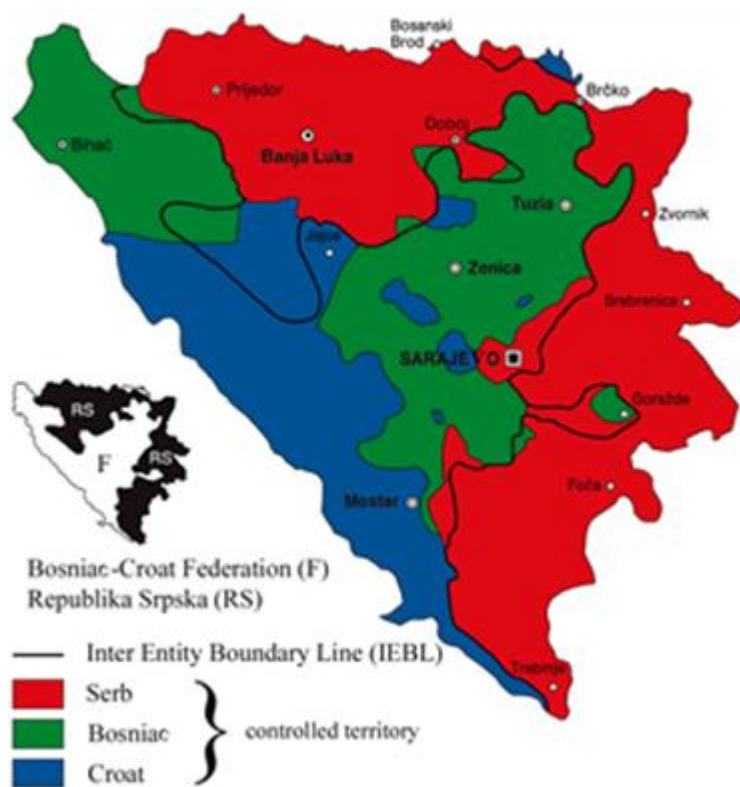 Bosanski
Brod
Brčko
Prijedor
Doboj
Bihać
Banja Luka
Tuzla
Zvornik
Jajce
Zenica
Srebrenica
SARAJEVO
Goražde
RS
RS
F
Foča
Mostar
Bosniac-Croat Federation (F)
Republika Srpska (RS)
Inter Entity Boundary Line (IEBL)
Trebinje
Serb
Bosniac
controlled territory
Croat